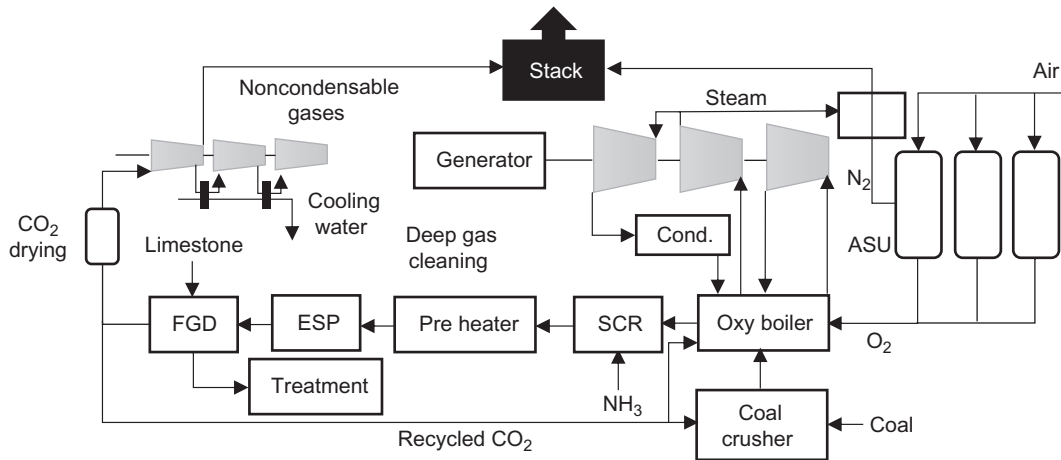 Stack
Air
Noncondensable
gases
Steam
Generator
N₂
Cooling
water
CO₂
drying
Limestone
Deep gas
cleaning
Cond.
ASU
FGD
ESP
Pre heater
SCR
Oxy boiler
O₂
Treatment
NH₃
Coal
crusher
Coal
Recycled CO₂